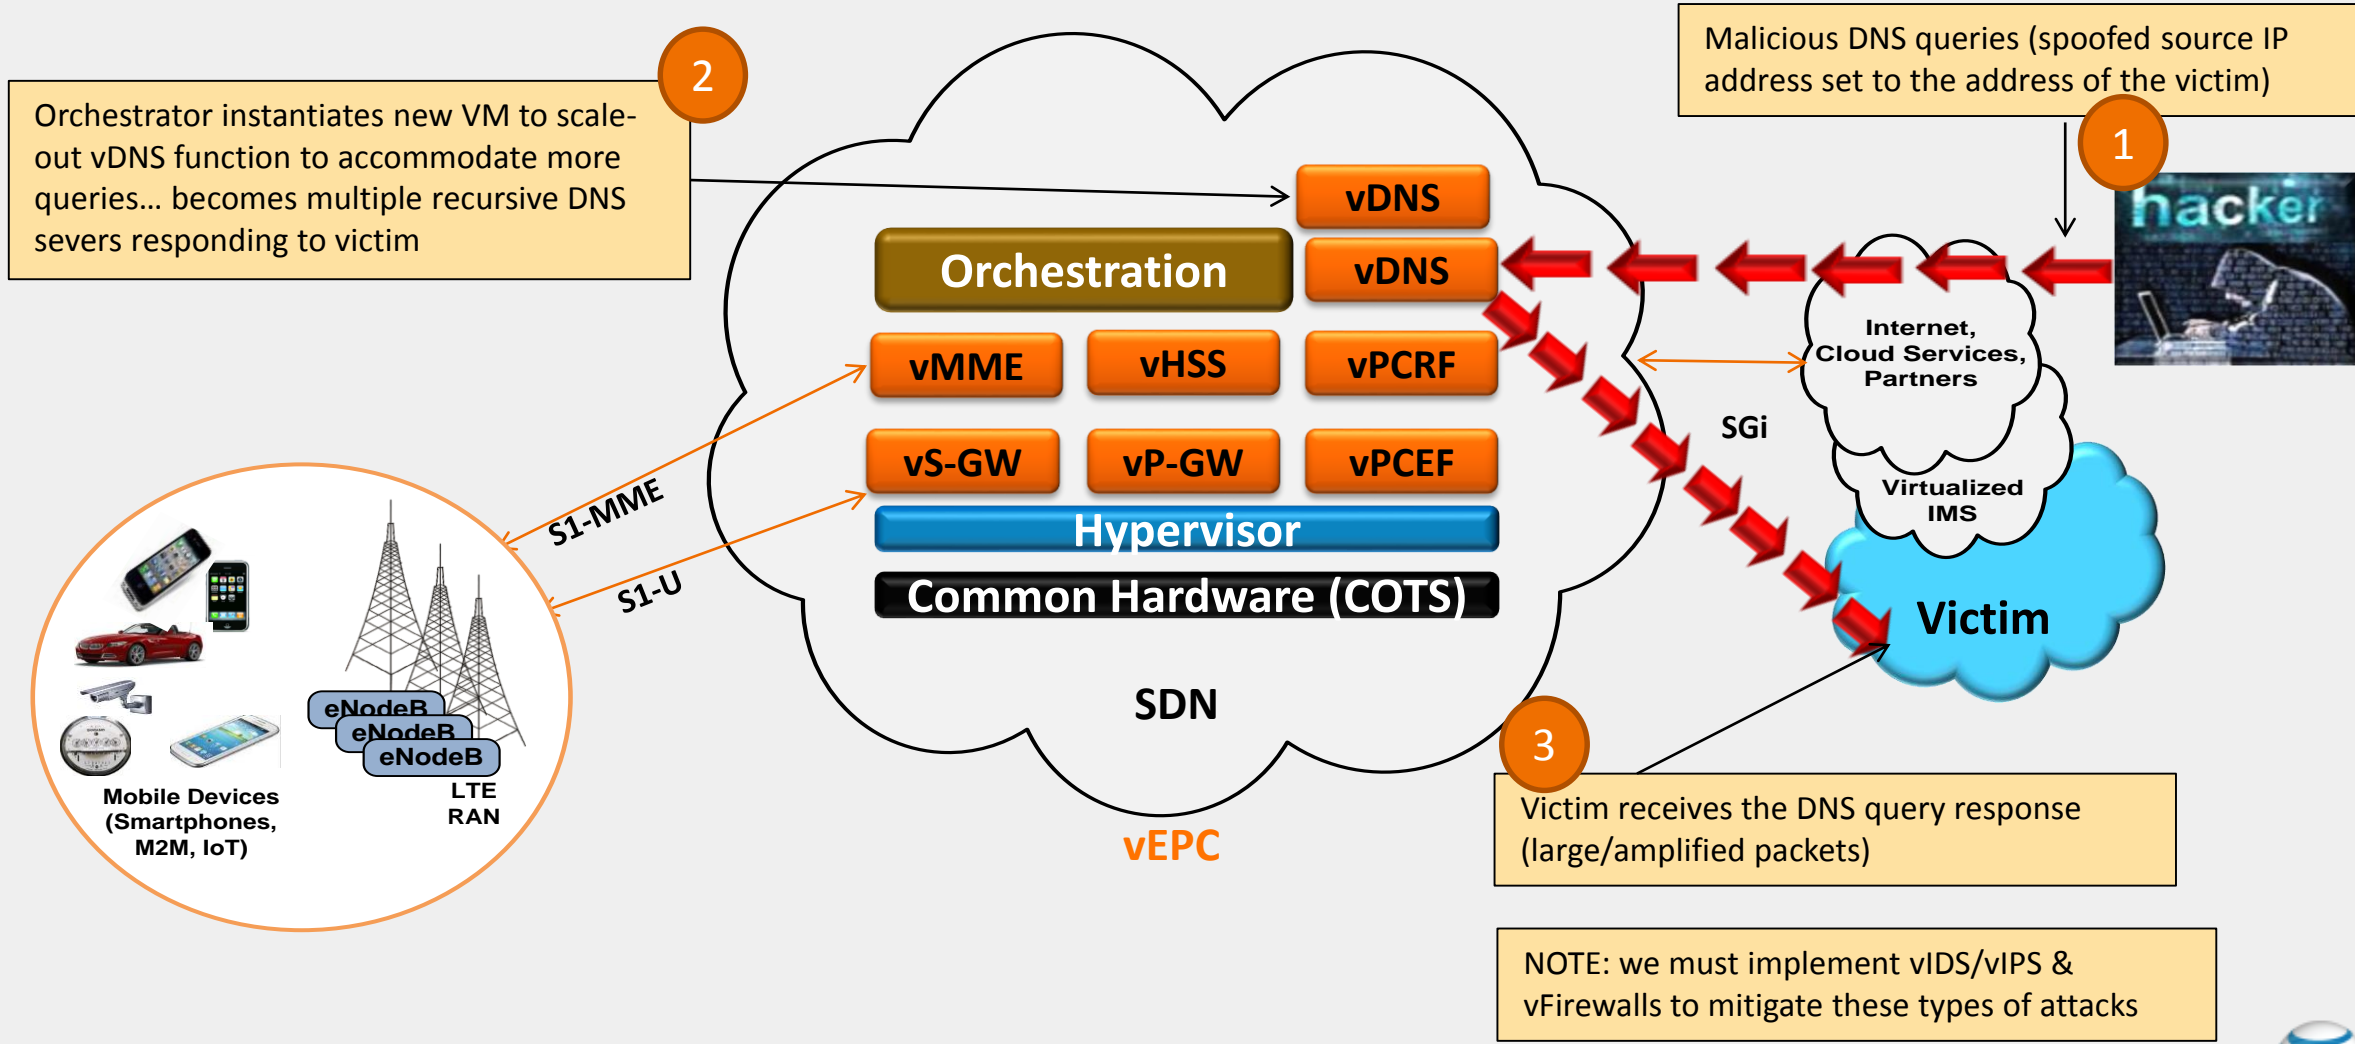 2
Orchestrator instantiates new VM to scale-
out vDNS function to accommodate more
queries... becomes multiple recursive DNS
severs responding to victim
Malicious DNS queries (spoofed source IP
address set to the address of the victim)
1
hacker
vDNS
Orchestration
vDNS
vMME
vHSS
vPCRF
vS-GW
vP-GW
vPCEF
Hypervisor
Common Hardware (COTS)
SDN
vEPC
S1-MME
S1-U
Internet,
Cloud Services,
Partners
SGi
Virtualized
IMS
Victim
eNodeB
eNodeB
eNodeB
LTE
RAN
Mobile Devices
(Smartphones,
M2M, IoT)
3
Victim receives the DNS query response
(large/amplified packets)
NOTE: we must implement vIDS/vIPS &
vFirewalls to mitigate these types of attacks